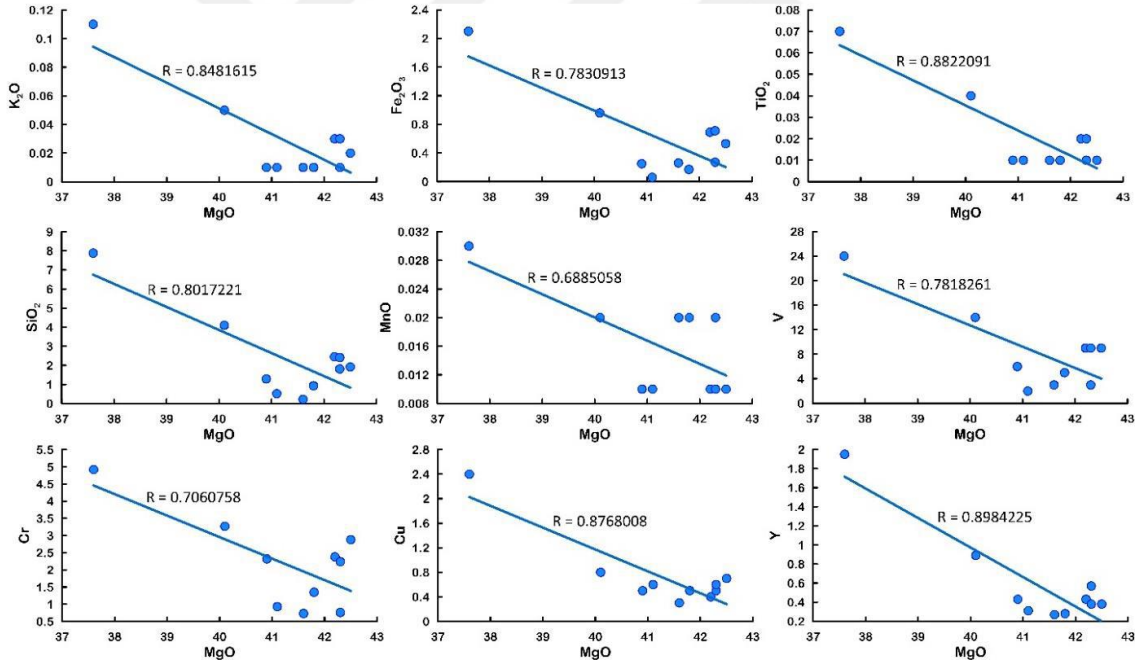 K₂O
0.12
0.1
0.08
0.06
0.04
0.02
0
R = 0.8481615
37 38 39 40 41 42 43
MgO
Fe₂O₃
2.4
2
1.6
1.2
0.8
0.4
0
R = 0.7830913
37 38 39 40 41 42 43
MgO
TiO₂
0.08
0.07
0.06
0.05
0.04
0.03
0.02
0.01
0
R = 0.8822091
37 38 39 40 41 42 43
MgO
SiO₂
9
8
7
6
5
4
3
2
1
0
R = 0.8017221
37 38 39 40 41 42 43
MgO
MnO
0.032
0.028
0.024
0.02
0.016
0.012
0.008
R = 0.6885058
37 38 39 40 41 42 43
MgO
V
28
24
20
16
12
8
4
0
R = 0.7818261
37 38 39 40 41 42 43
MgO
Cr
5.5
5
4.5
4
3.5
3
2.5
2
1.5
1
0.5
R = 0.7060758
37 38 39 40 41 42 43
MgO
Cu
2.8
2.4
2
1.6
1.2
0.8
0.4
0
R = 0.8768008
37 38 39 40 41 42 43
MgO
Y
2
1.8
1.6
1.4
1.2
1
0.8
0.6
0.4
0.2
R = 0.8984225
37 38 39 40 41 42 43
MgO